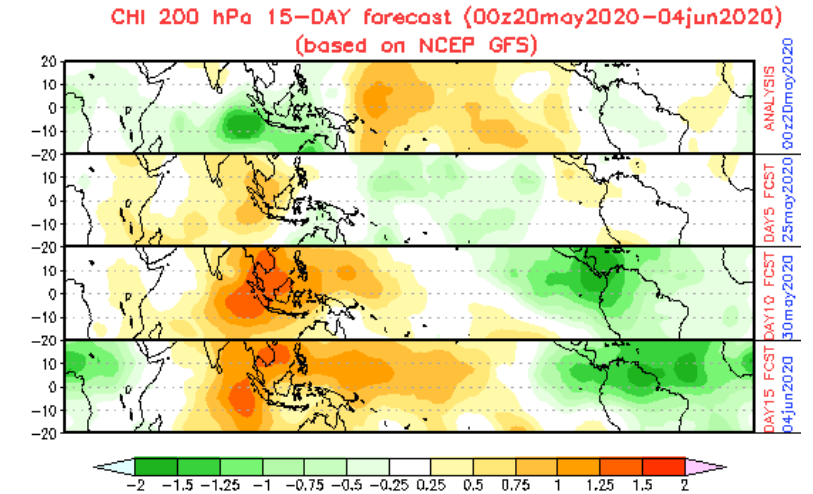 CHI 200 hPa 15-DAY forecast (00z20may2020-04jun2020)
(based on NCEP GFS)
20
10
0
-10
-20
ANALYSIS
00z20may2020
10
0
-10
-20
DAY5 FCST
25may2020
10
0
-10
-20
DAY10 FCST
30may2020
10
0
-10
-20
DAY15 FCST
04jun2020
-2 -1.5 -1.25 -1 -0.75 -0.5 -0.25 0.25 0.5 0.75 1 1.25 1.5 2